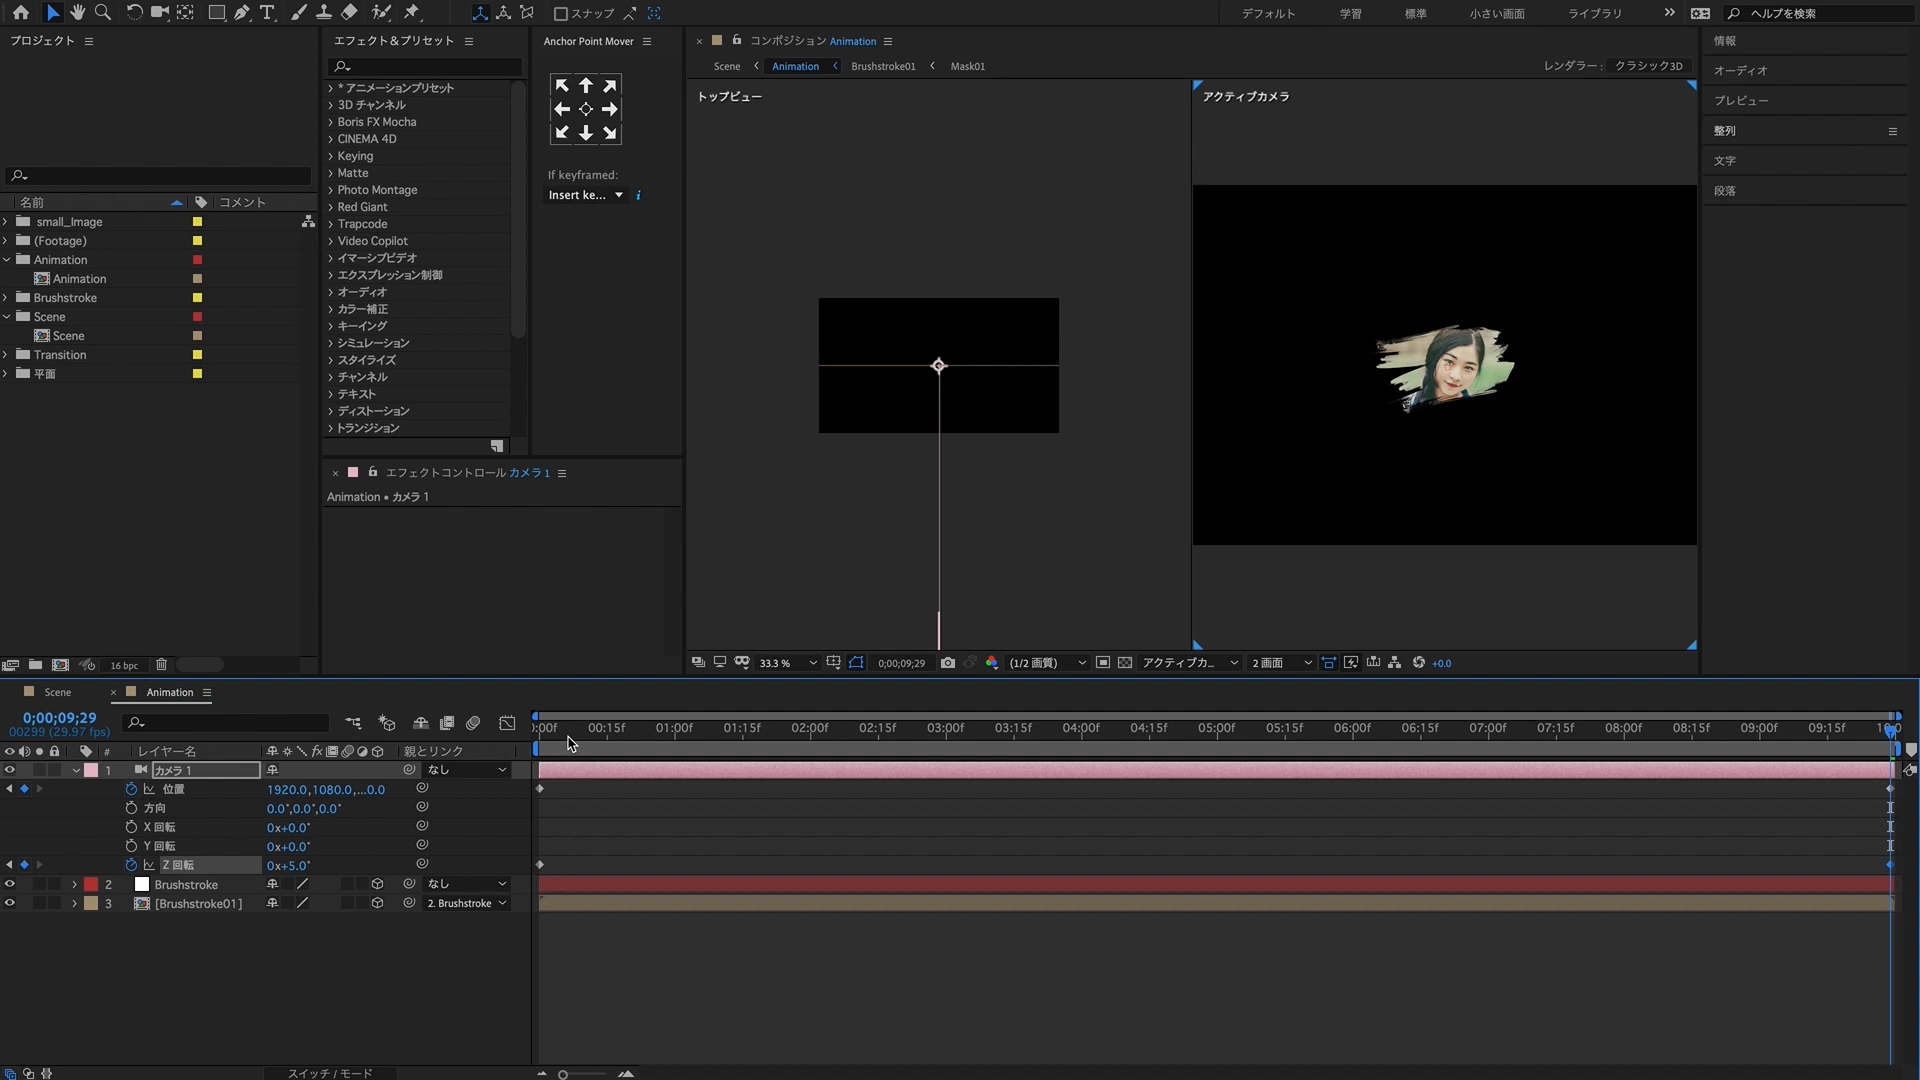 スナップ
デフォルト
学習
標準
小さい画面
ライブラリ
ヘルプを検索
プロジェクト
エフェクト＆プリセット
Anchor Point Mover
コンポジション Animation
情報
Scene
Animation
Brushstroke01
Mask01
レンダラー :
クラシック3D
オーディオ
プレビュー
整列
文字
段落
トップビュー
アクティブカメラ
* アニメーションプリセット
3D チャンネル
Boris FX Mocha
CINEMA 4D
Keying
Matte
Photo Montage
Red Giant
Trapcode
Video Copilot
イマーシブビデオ
エクスプレッション制御
オーディオ
カラー補正
キーイング
シミュレーション
スタイライズ
チャンネル
テキスト
ディストーション
トランジション
If keyframed:
Insert ke...
名前
コメント
small_Image
(Footage)
Animation
Animation
Brushstroke
Scene
Scene
Transition
平面
エフェクトコントロール カメラ 1
Animation • カメラ 1
16 bpc
33.3 %
0;00;09;29
(1/2 画質)
アクティブカ...
2 画面
+0.0
Scene
Animation
0;00;09;29
00299 (29.97 fps)
:00f 00:15f 01:00f 01:15f 02:00f 02:15f 03:00f 03:15f 04:00f 04:15f 05:00f 05:15f 06:00f 06:15f 07:00f 07:15f 08:00f 08:15f 09:00f 09:15f
# レイヤー名
fx
親とリンク
1 カメラ 1 なし
位置 1920.0,1080.0,...0.0
方向 0.0°,0.0°,0.0°
X 回転 0x+0.0°
Y 回転 0x+0.0°
Z 回転 0x+5.0°
2 Brushstroke なし
3 [Brushstroke01] 2. Brushstroke
スイッチ / モード